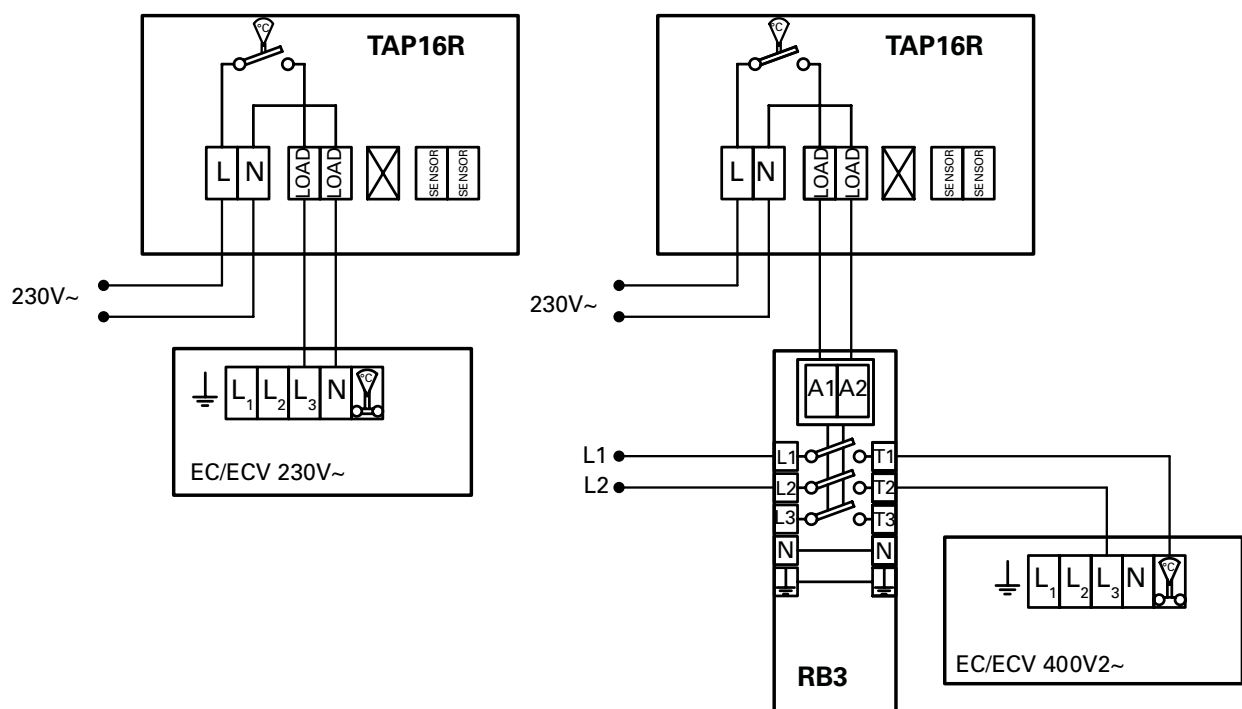 °C
TAP16R
L N LOAD LOAD SENSOR SENSOR
230V~
L1 L2 L3 N °C
EC/ECV 230V~
°C
TAP16R
L N LOAD LOAD SENSOR SENSOR
230V~
A1 A2
L1 L1 T1
L2 L2 T2
L3 T3
N N
RB3
L1 L2 L3 N °C
EC/ECV 400V2~